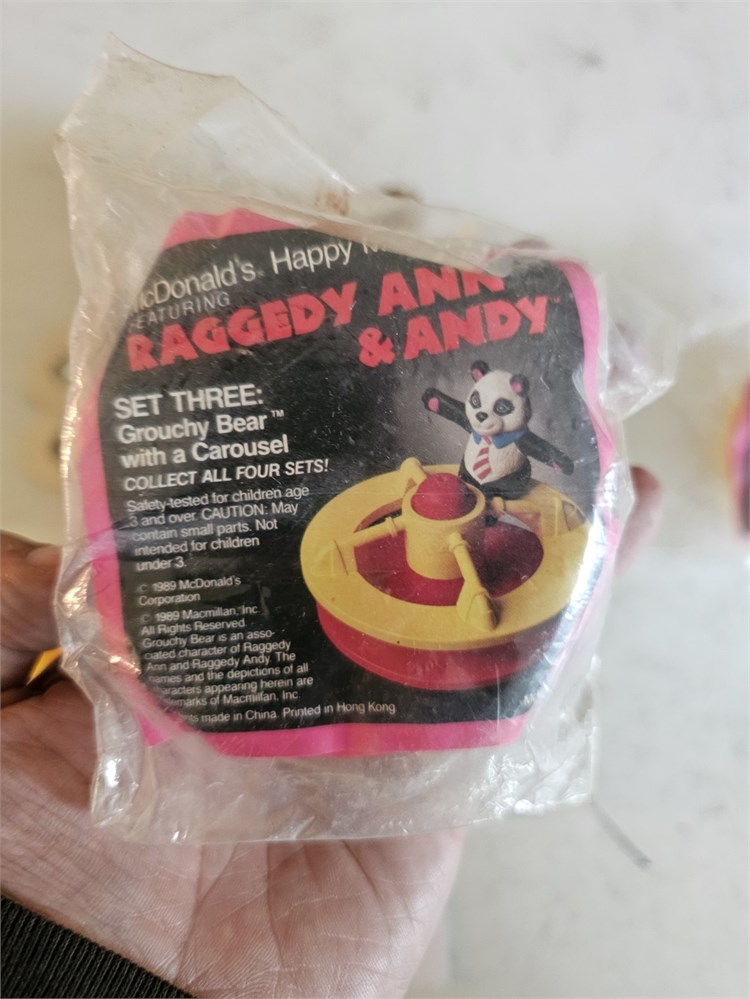 McDonald's Happy
FEATURING
RAGGEDY ANN
& ANDY™
SET THREE:
Grouchy Bear™
with a Carousel
COLLECT ALL FOUR SETS!
Safety-tested for children age
3 and over. CAUTION: May
contain small parts. Not
intended for children
under 3.
© 1989 McDonald's
Corporation
© 1989 Macmillan, Inc.
All Rights Reserved.
Grouchy Bear is an asso-
ciated character of Raggedy
Ann and Raggedy Andy. The
names and the depictions of all
characters appearing herein are
of Macmillan, Inc.
made in China. Printed in Hong Kong.